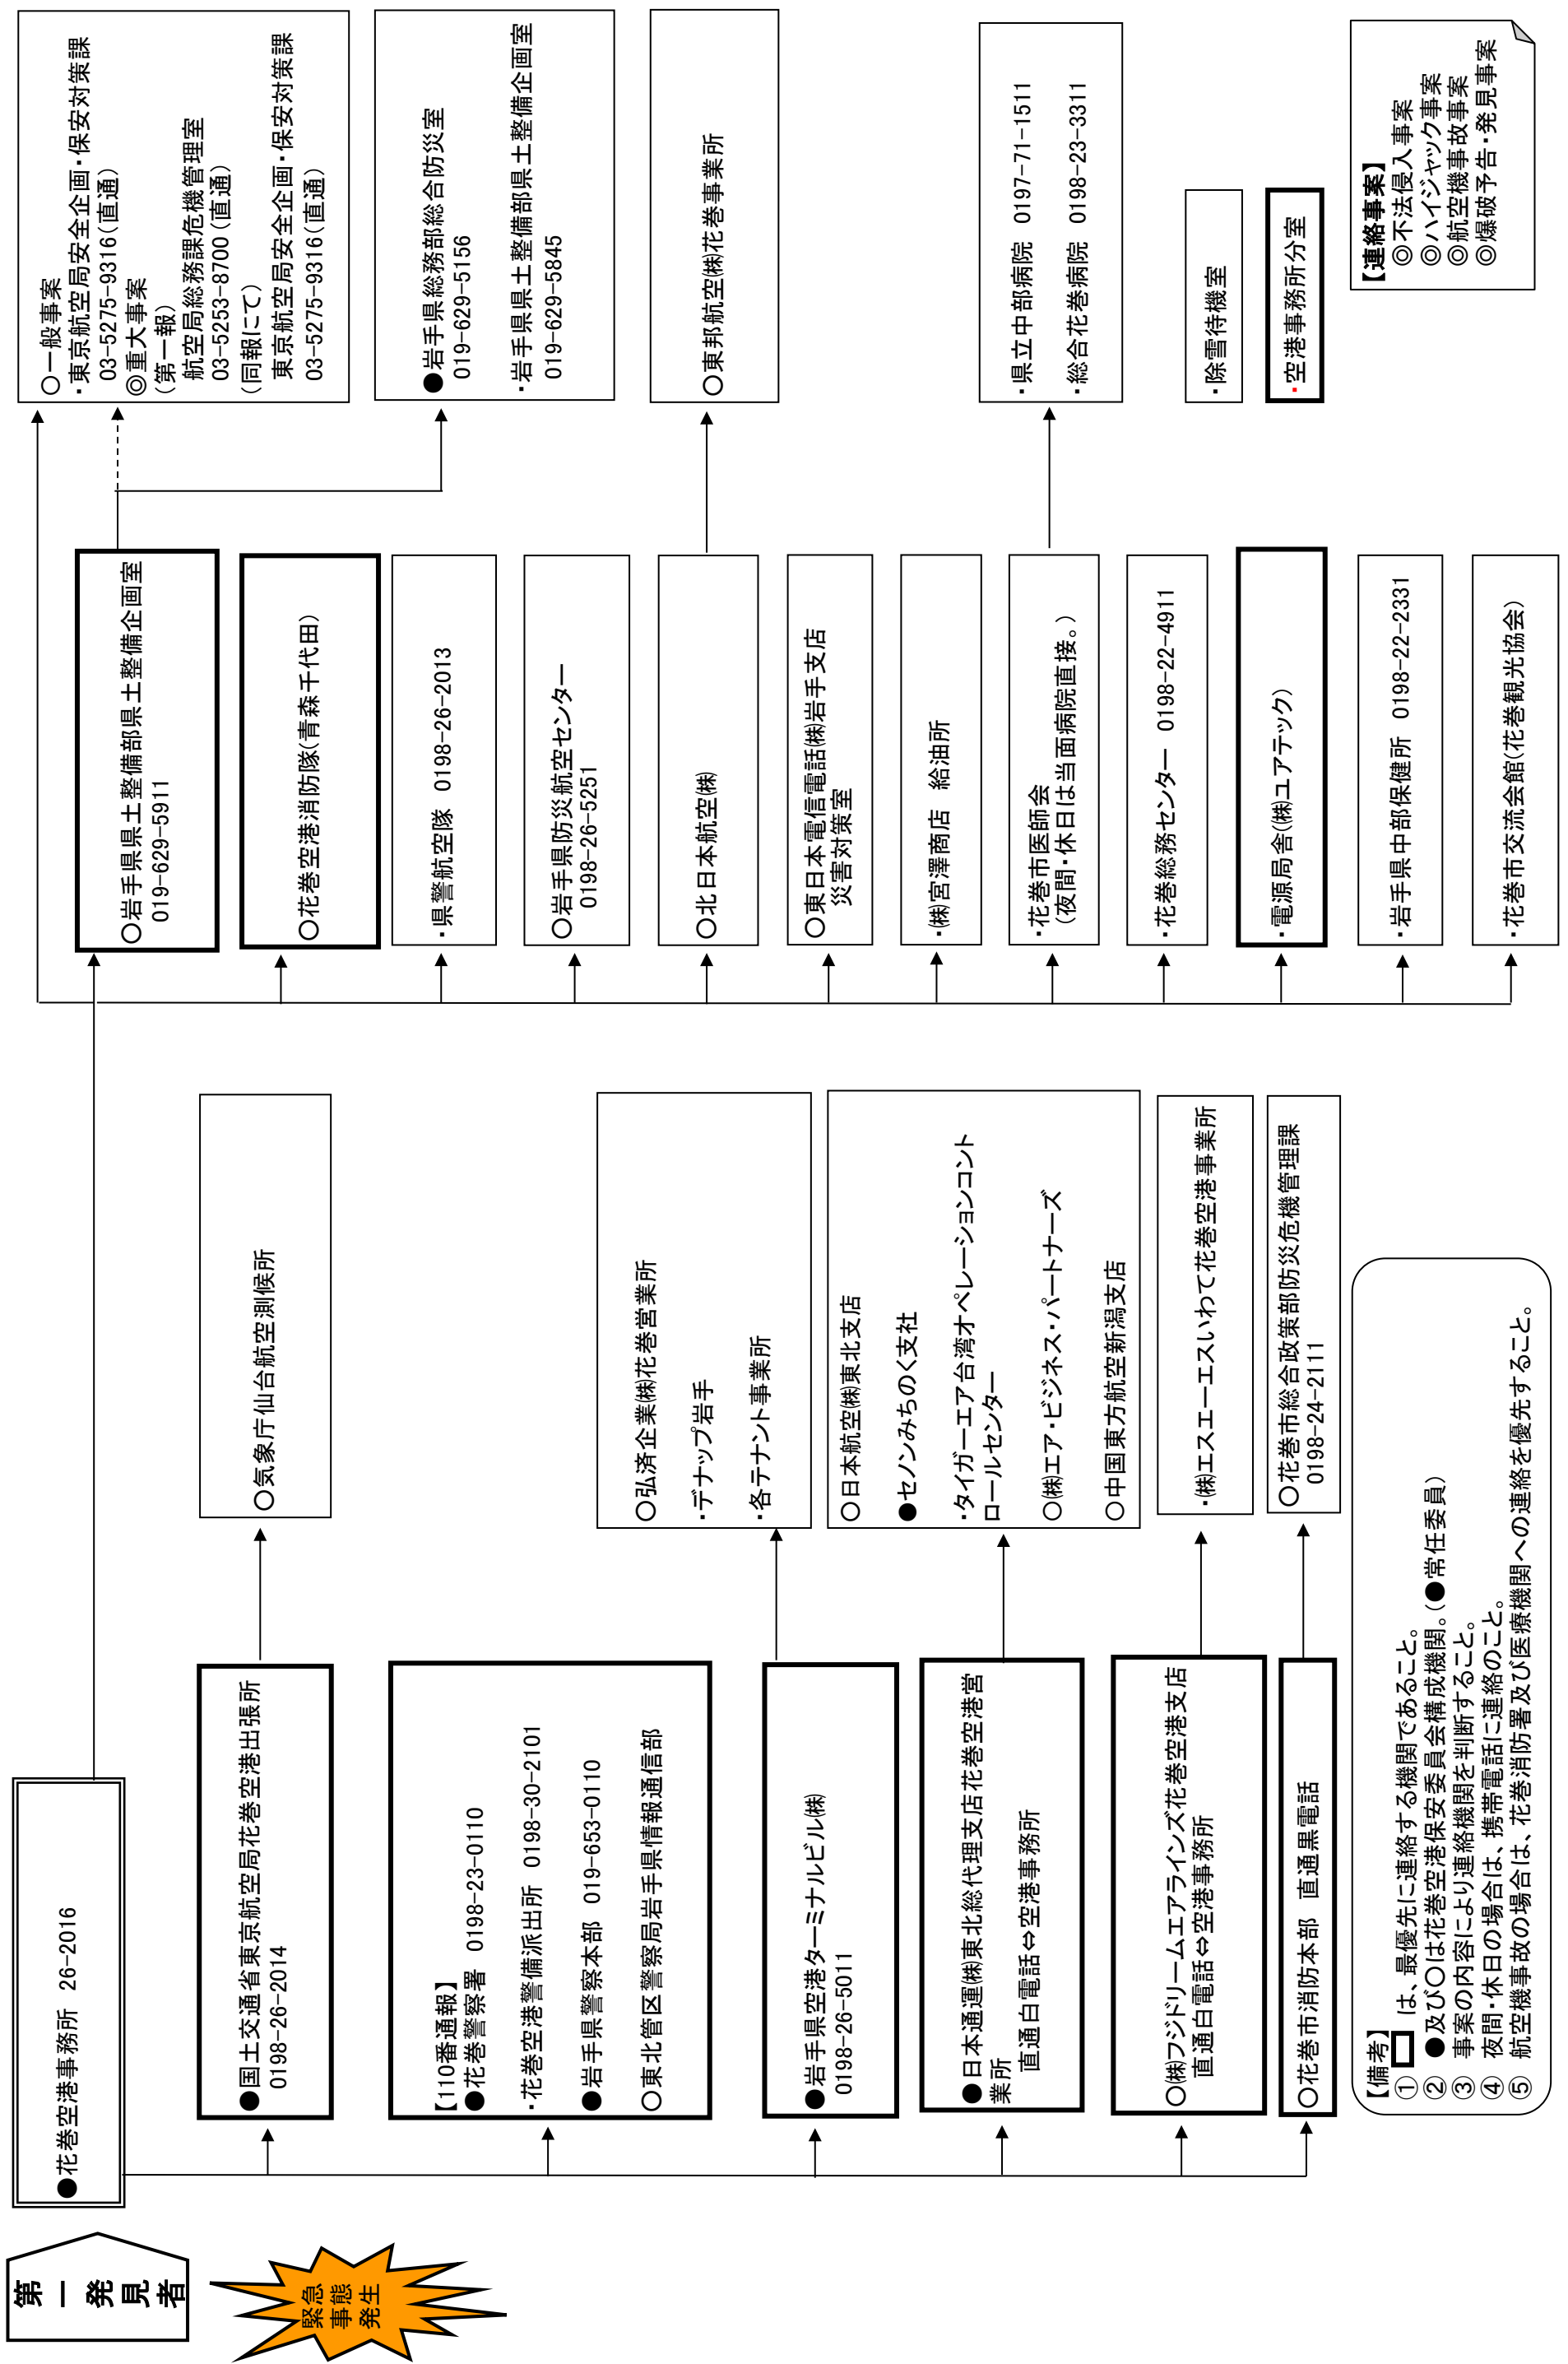 第一発見者
緊急
事態
発生
●花巻空港事務所　26-2016
●国土交通省東京航空局花巻空港出張所
0198-26-2014
【110番通報】
●花巻警察署　0198-23-0110
・花巻空港警備派出所　0198-30-2101
●岩手県警察本部　019-653-0110
○東北管区警察局岩手県情報通信部
●岩手県空港ターミナルビル㈱
0198-26-5011
●日本通運㈱東北総代理支店花巻空港営
業所
直通白電話⇔空港事務所
○㈱フジドリームエアラインズ花巻空港支店
直通白電話⇔空港事務所
○花巻市消防本部　直通黒電話
○気象庁仙台航空測候所
○弘済企業㈱花巻営業所
・デナップ岩手
・各テナント事業所
○日本航空㈱東北支店
●セノンみちのく支社
・タイガーエア台湾オペレーションコント
ロールセンター
○㈱エア・ビジネス・パートナーズ
○中国東方航空新潟支店
・㈱エスエーエスいわて花巻空港事業所
○花巻市総合政策部防災危機管理課
0198-24-2111
○岩手県県土整備部県土整備企画室
019-629-5911
○花巻空港消防隊(青森千代田)
・県警航空隊　0198-26-2013
○岩手県防災航空センター
0198-26-5251
○北日本航空㈱
○東日本電信電話㈱岩手支店
災害対策室
・㈱宮澤商店　給油所
・花巻市医師会
(夜間・休日は当面病院直接。)
・花巻総務センター　0198-22-4911
・電源局舎(㈱ユアテック)
・岩手県中部保健所　0198-22-2331
・花巻市交流会館(花巻観光協会)
○一般事案
・東京航空局安全企画・保安対策課
03-5275-9316(直通)
◎重大事案
(第一報)
航空局総務課危機管理室
03-5253-8700(直通)
(同報にて)
東京航空局安全企画・保安対策課
03-5275-9316(直通)
●岩手県総務部総合防災室
019-629-5156
・岩手県県土整備部県土整備企画室
019-629-5845
○東邦航空㈱花巻事業所
・県立中部病院　0197-71-1511
・総合花巻病院　0198-23-3311
・除雪待機室
・空港事務所分室
【連絡事案】
◎不法侵入事案
◎ハイジャック事案
◎航空機事故事案
◎爆破予告・発見事案
【備考】
①　は、最優先に連絡する機関であること。
②　●及び○は花巻空港保安委員会構成機関。(●常任委員)
③　事案の内容により連絡機関を判断すること。
④　夜間・休日の場合は、携帯電話に連絡のこと。
⑤　航空機事故の場合は、花巻消防署及び医療機関への連絡を優先すること。